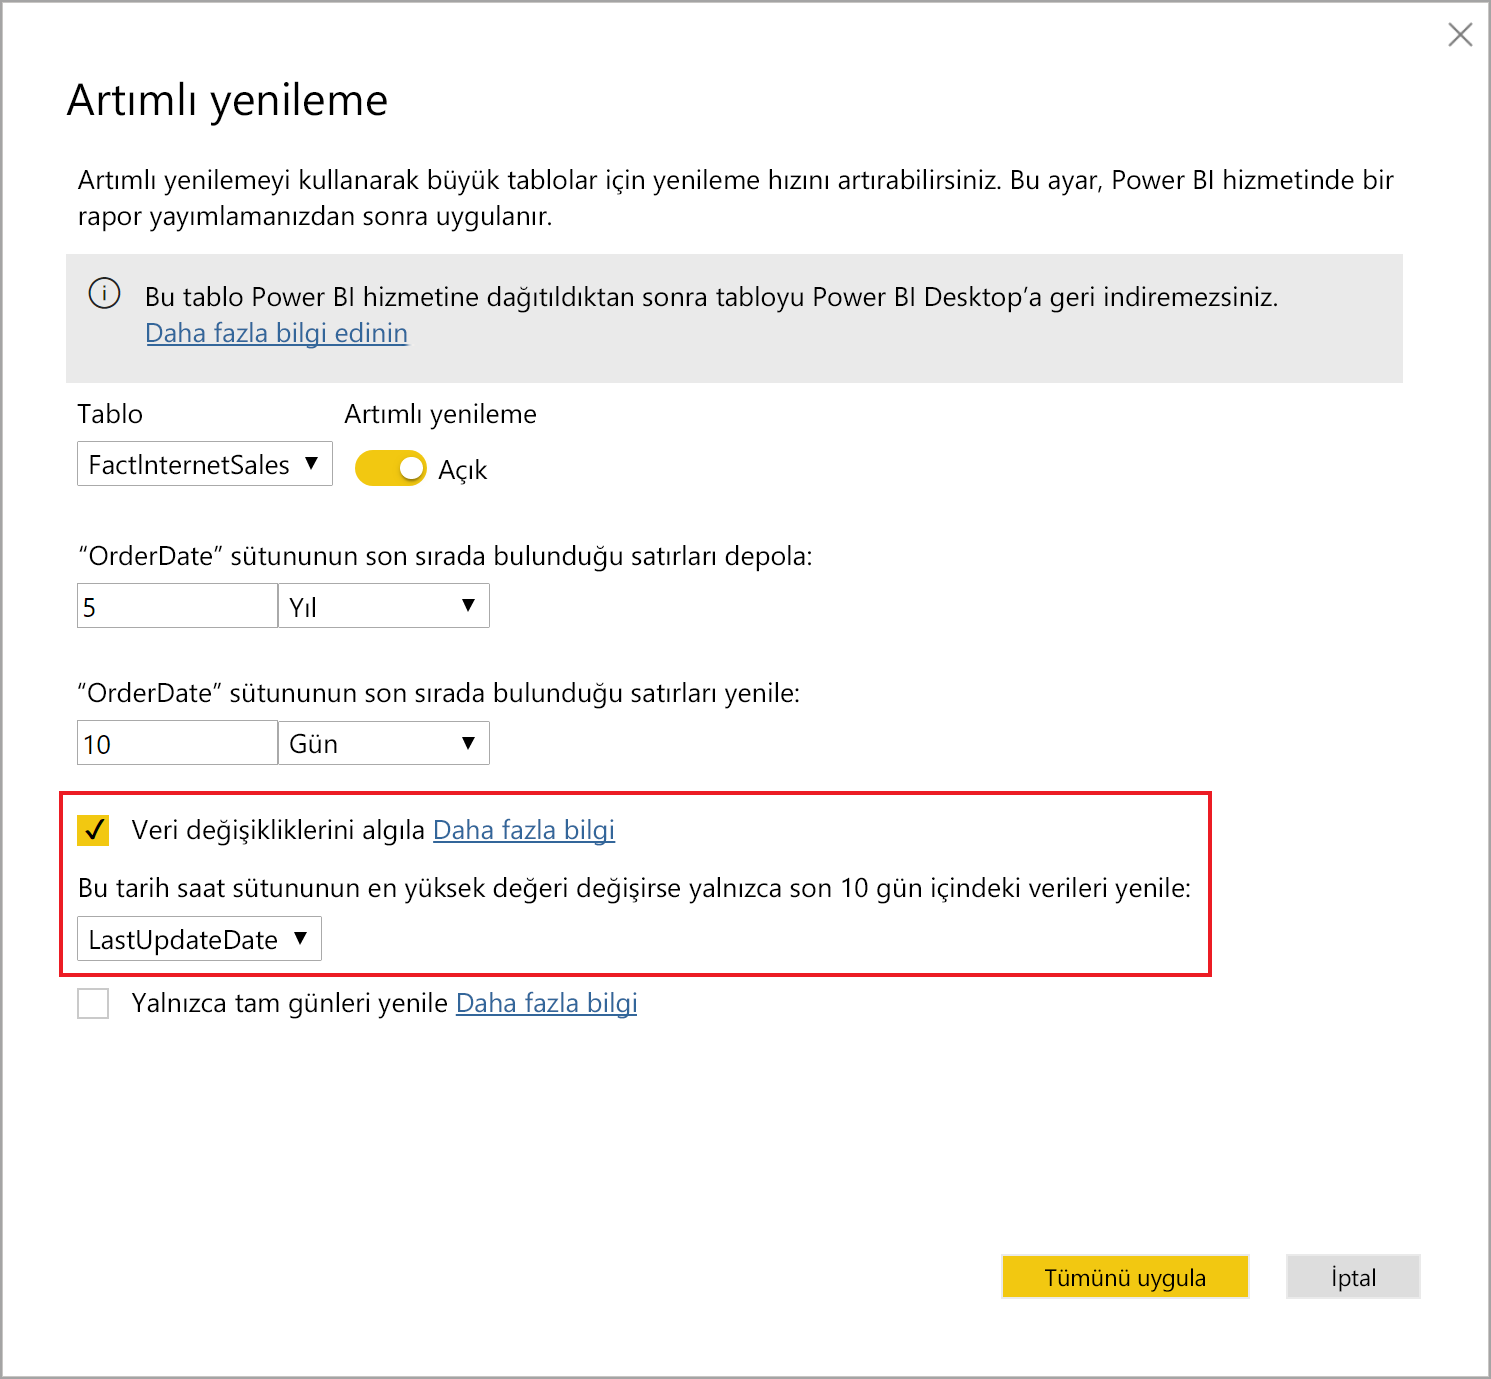 Artımlı yenileme
Artımlı yenilemeyi kullanarak büyük tablolar için yenileme hızını artırabilirsiniz. Bu ayar, Power BI hizmetinde bir
rapor yayımlamanızdan sonra uygulanır.
Bu tablo Power BI hizmetine dağıtıldıktan sonra tabloyu Power BI Desktop’a geri indiremezsiniz.
Daha fazla bilgi edinin
Tablo Artımlı yenileme
FactInternetSales Açık
“OrderDate” sütununun son sırada bulunduğu satırları depola:
5 Yıl
“OrderDate” sütununun son sırada bulunduğu satırları yenile:
10 Gün
Veri değişikliklerini algıla Daha fazla bilgi
Bu tarih saat sütununun en yüksek değeri değişirse yalnızca son 10 gün içindeki verileri yenile:
LastUpdateDate
Yalnızca tam günleri yenile Daha fazla bilgi
Tümünü uygula İptal